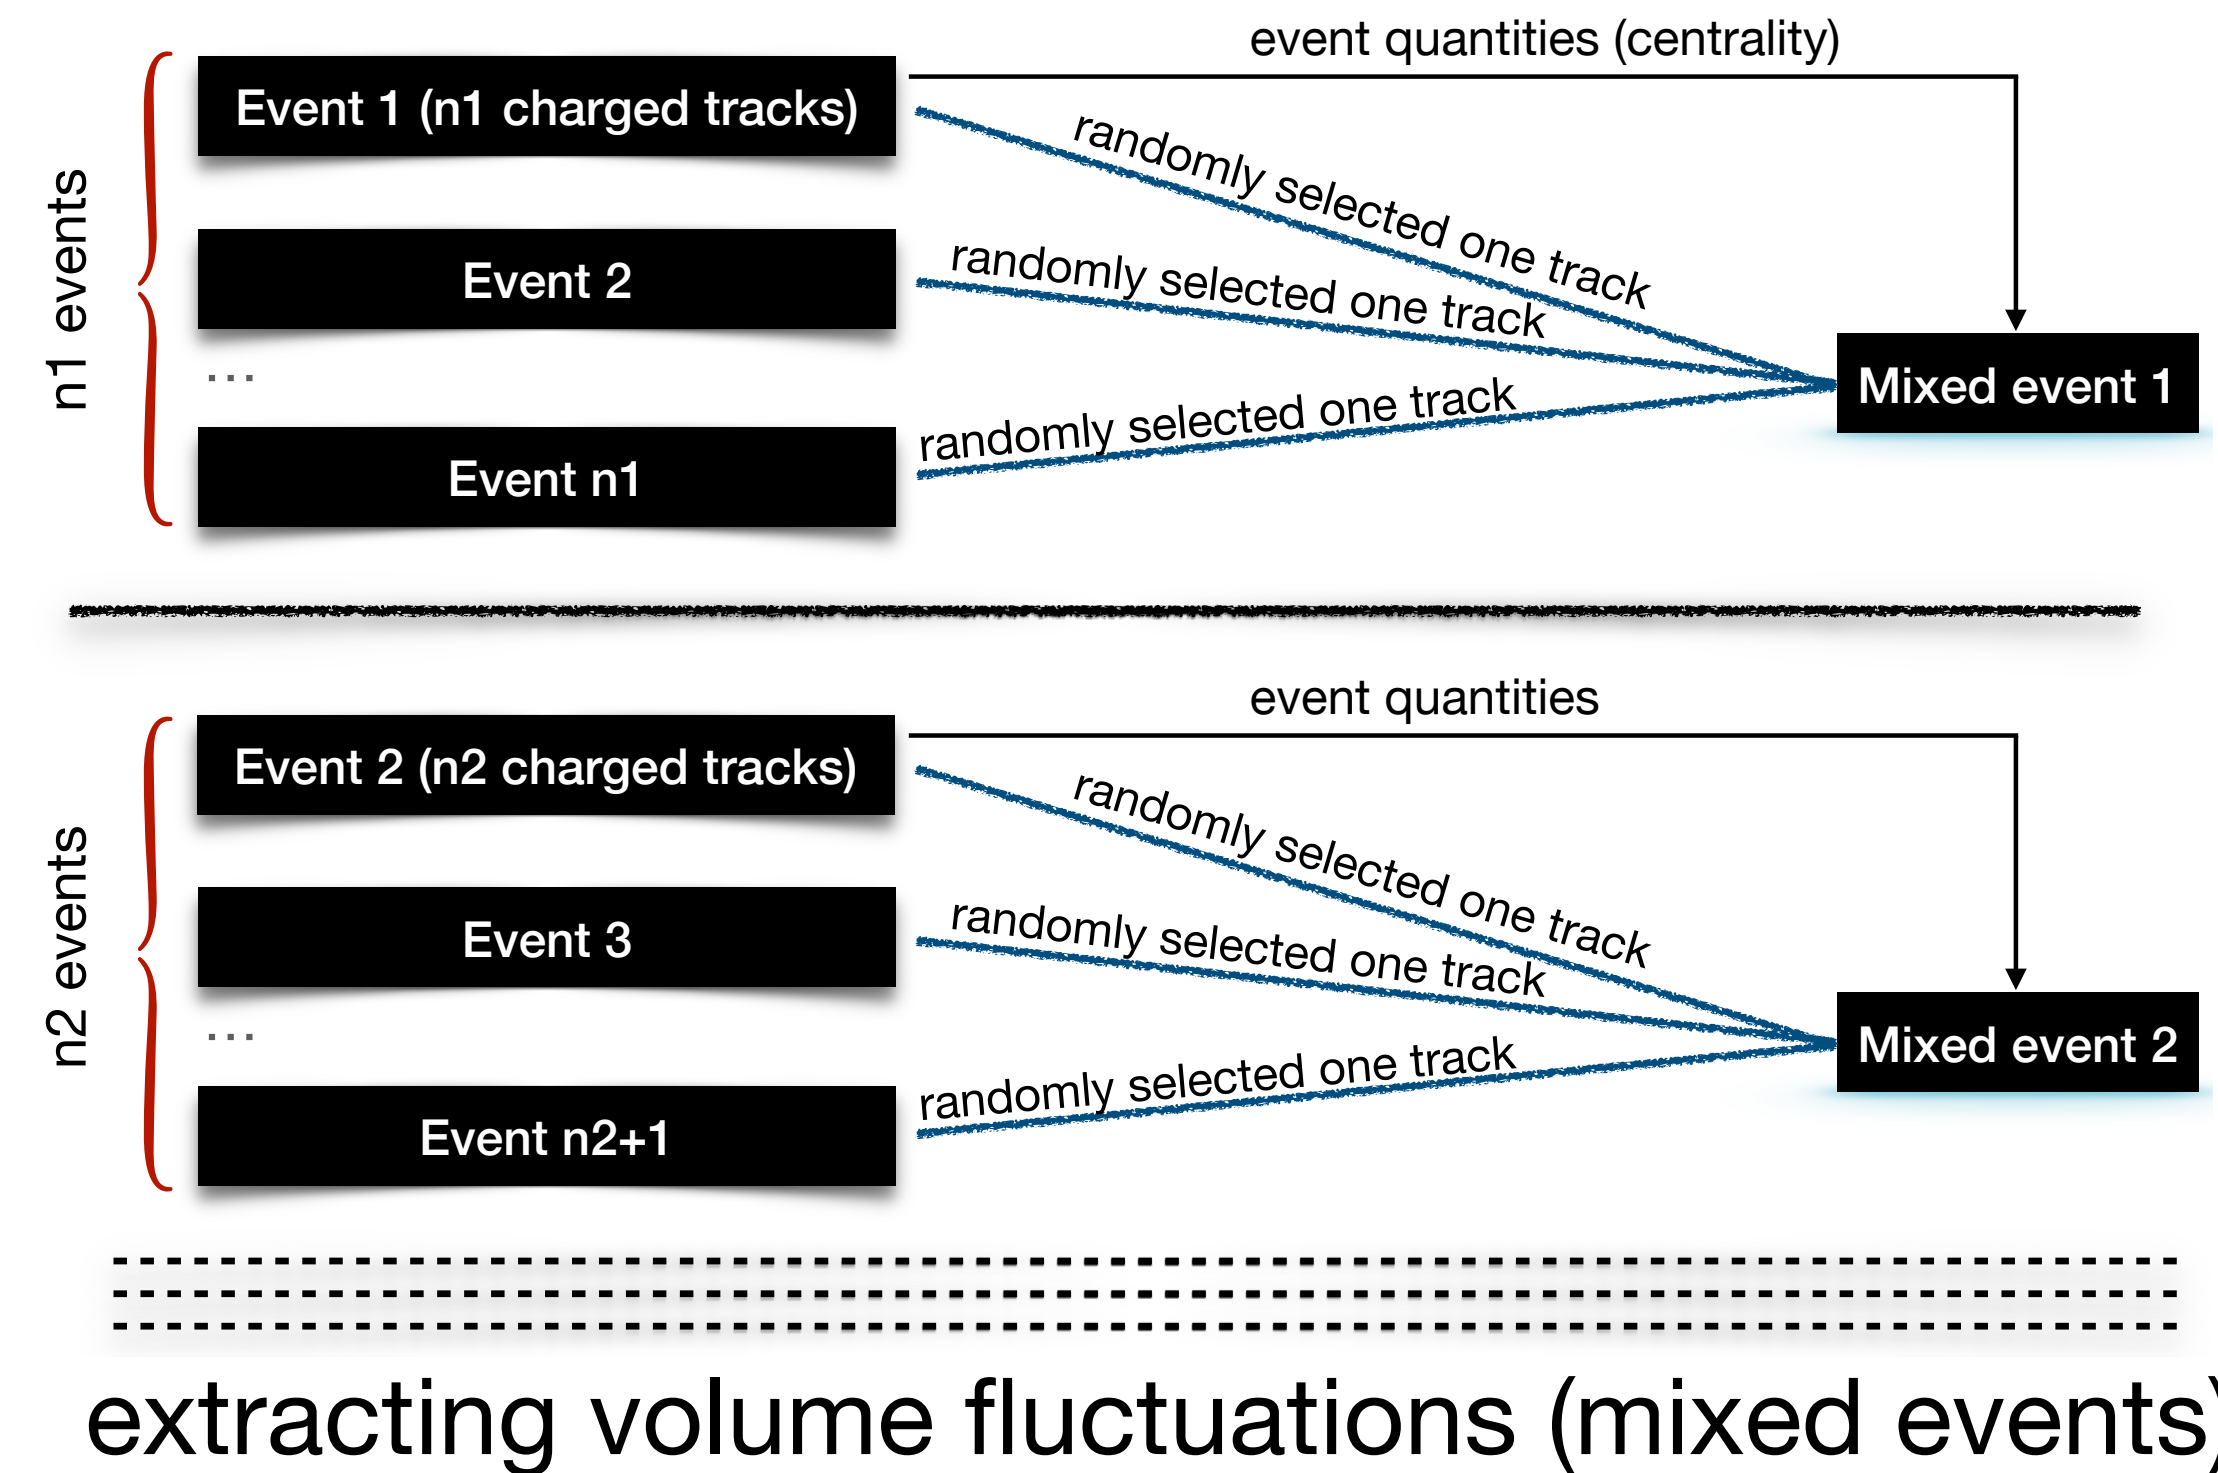 event quantities (centrality)
Event 1 (n1 charged tracks)
randomly selected one track
n1 events
Event 2
randomly selected one track
...
Mixed event 1
randomly selected one track
Event n1
event quantities
Event 2 (n2 charged tracks)
randomly selected one track
n2 events
Event 3
randomly selected one track
...
Mixed event 2
randomly selected one track
Event n2+1
extracting volume fluctuations (mixed events)